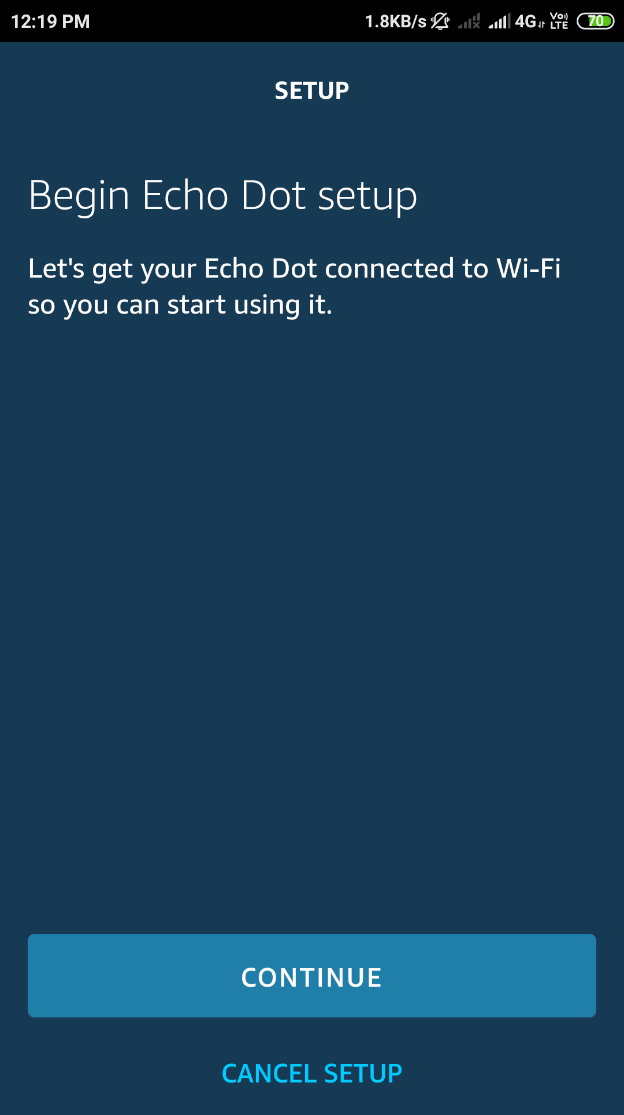 12:19 PM 1.8KB/s 4G Vo) LTE 70
SETUP
Begin Echo Dot setup
Let's get your Echo Dot connected to Wi-Fi
so you can start using it.
CONTINUE
CANCEL SETUP